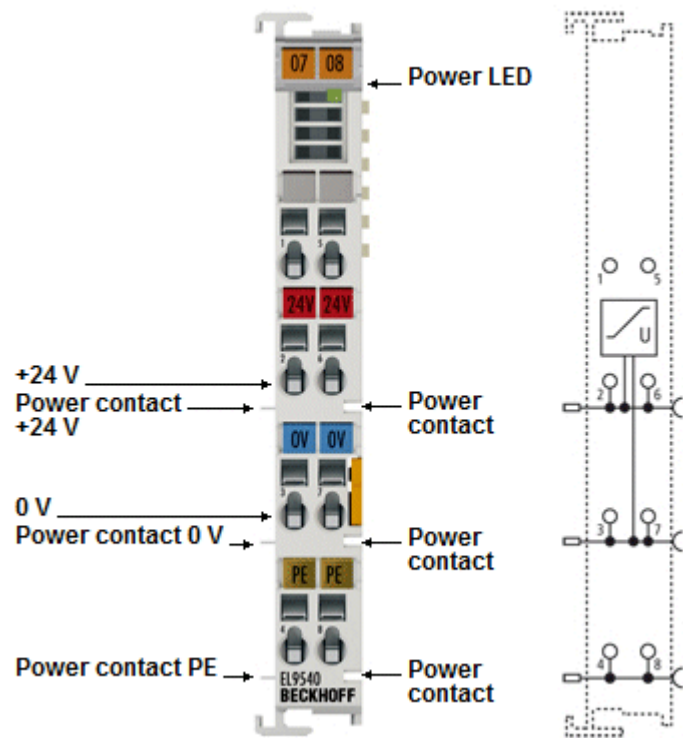 07 08
Power LED
1 5
24V 24V
2 6
+24 V
Power contact
+24 V
Power
contact
0V 0V
3 7
0 V
Power contact 0 V
Power
contact
PE PE
4 8
Power contact PE
Power
contact
EL9540
BECKHOFF
1 5
U
2 6
3 7
4 8